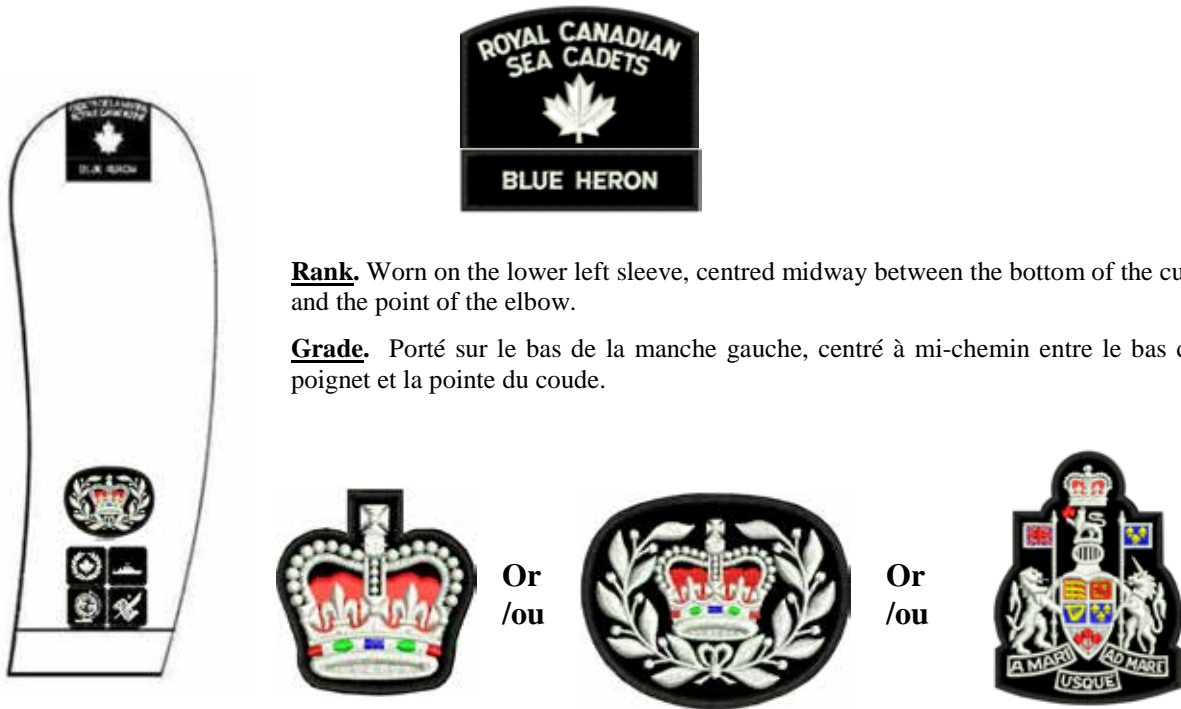 ROYAL CANADIAN
SEA CADETS
BLUE HERON
BLUE HERON
Rank. Worn on the lower left sleeve, centred midway between the bottom of the cu
and the point of the elbow.
Grade. Porté sur le bas de la manche gauche, centré à mi-chemin entre le bas
poignet et la pointe du coude.
Or
/ou
Or
/ou
A MARI
USQUE
AD MARE